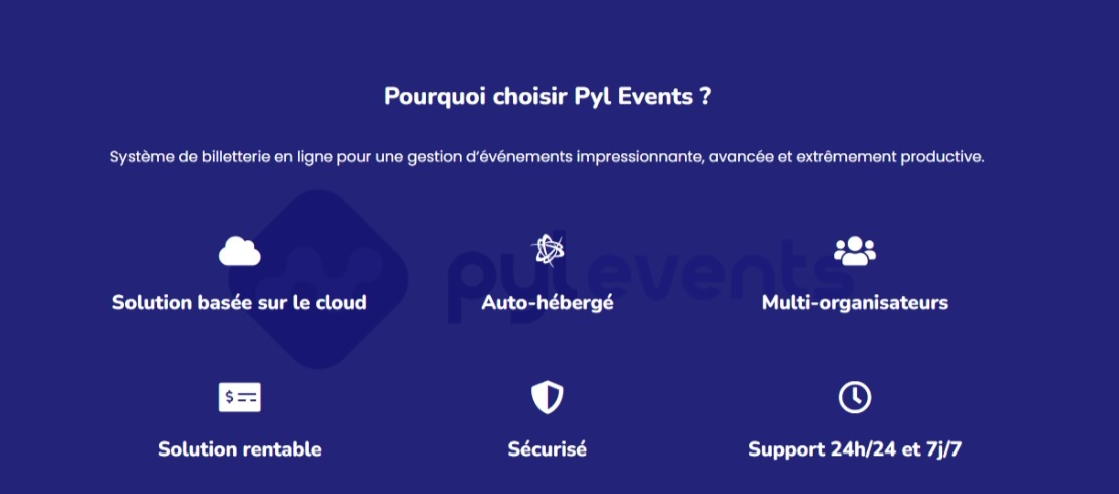 Pourquoi choisir Pyl Events ?
Système de billetterie en ligne pour une gestion d'événements impressionnante, avancée et extrêmement productive.
pylevents
Solution basée sur le cloud
Auto-hébergé
Multi-organisateurs
$
Solution rentable
Sécurisé
Support 24h/24 et 7j/7